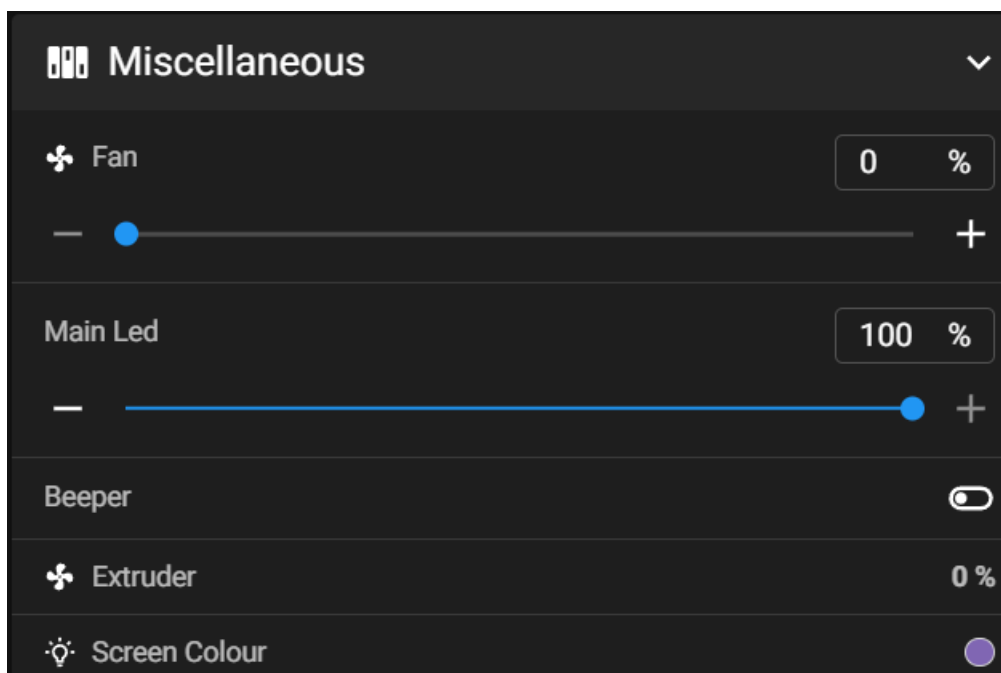 Miscellaneous
Fan
0 %
Main Led
100 %
Beeper
Extruder
0 %
Screen Colour